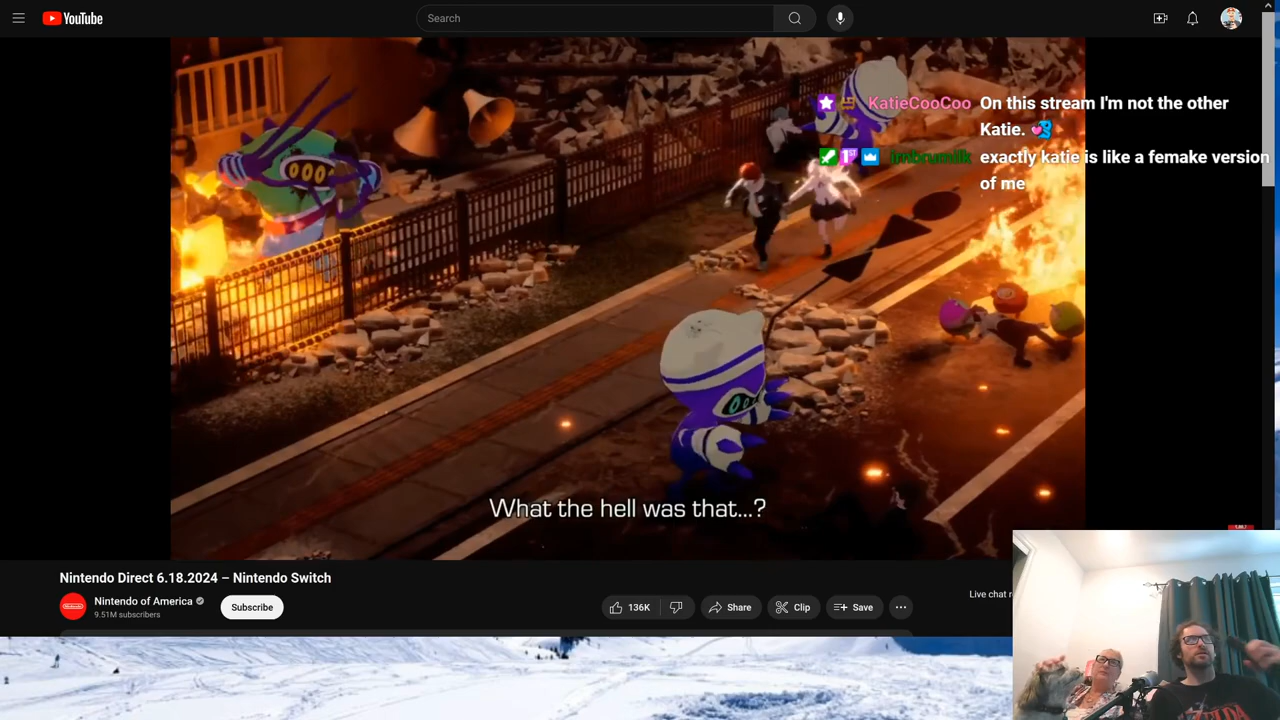 YouTube
Search
KatieCooCoo On this stream I'm not the other
Katie.
imbrumilk exactly katie is like a femake version
of me
What the hell was that...?
Nintendo Direct 6.18.2024 – Nintendo Switch
Nintendo of America
9.51M subscribers
Subscribe
136K
Share
Clip
Save
Live chat
ZELDA